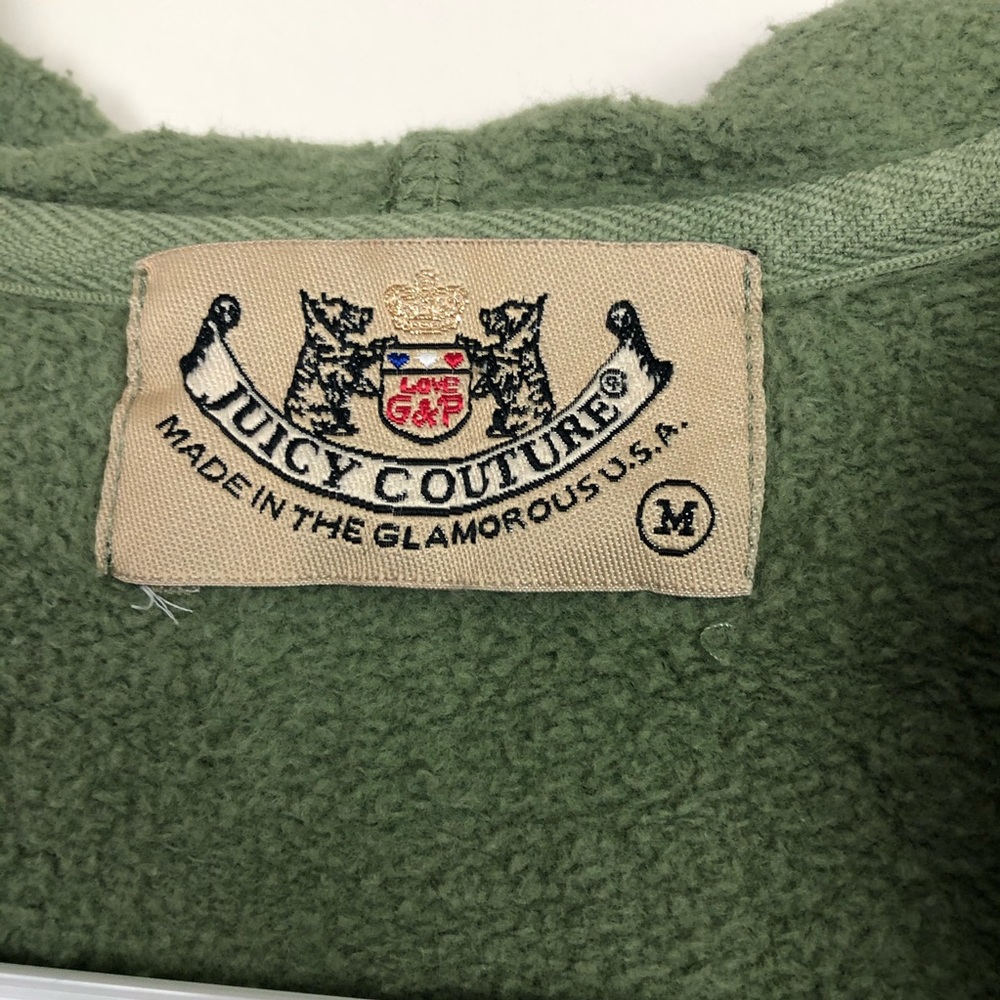 LOVE
G&P
JUICY COUTURE®
MADE IN THE GLAMOROUS U.S.A.
M